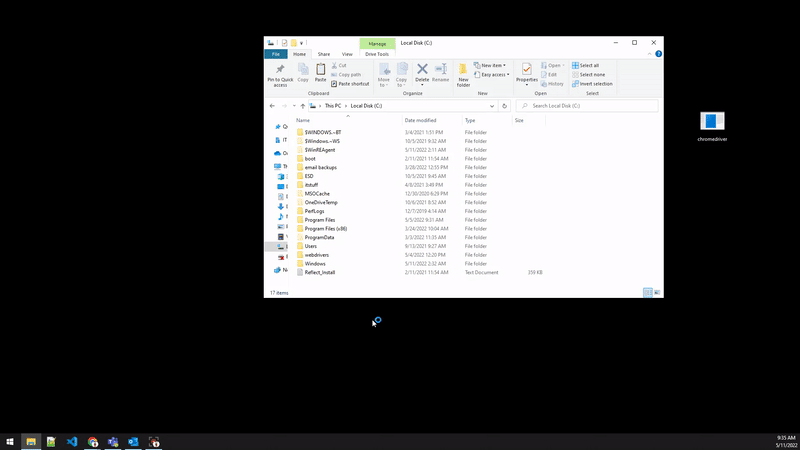 Manage
Local Disk (C:)
File
Home
Share
View
Drive Tools
Pin to Quick access
Copy
Paste
Cut
Copy path
Paste shortcut
Clipboard
Move to
Copy to
Delete
Rename
Organize
New folder
New item
Easy access
New
Properties
Open
Edit
History
Open
Select all
Select none
Invert selection
Select
This PC > Local Disk (C:)
Search Local Disk (C:)
Name Date modified Type Size
$WINDOWS.~BT 3/4/2021 1:51 PM File folder
$Windows.~WS 10/5/2021 9:32 AM File folder
$WinREAgent 5/11/2022 2:11 AM File folder
boot 2/11/2021 11:54 AM File folder
email backups 3/28/2022 12:55 PM File folder
ESD 10/5/2021 9:45 AM File folder
itstuff 4/8/2021 3:49 PM File folder
MSOCache 12/30/2020 6:29 PM File folder
OneDriveTemp 10/6/2021 8:52 AM File folder
PerfLogs 12/7/2019 4:14 AM File folder
Program Files 5/5/2022 9:31 AM File folder
Program Files (x86) 3/24/2022 10:04 AM File folder
ProgramData 3/3/2022 11:35 AM File folder
Users 9/13/2021 8:27 AM File folder
webdrivers 5/4/2022 12:20 PM File folder
Windows 5/11/2022 2:32 AM File folder
Reflect_Install 2/11/2021 11:54 AM Text Document 259 KB
17 items
chromedriver
9:35 AM
5/11/2022